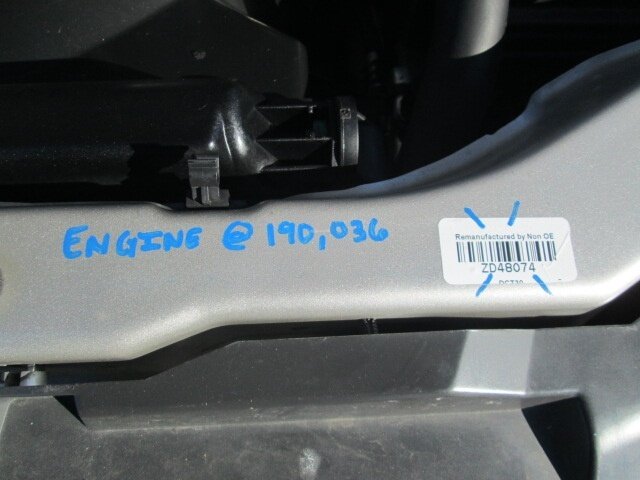 ENGINE @ 190,036
Remanufactured by Non OE
ZD48074